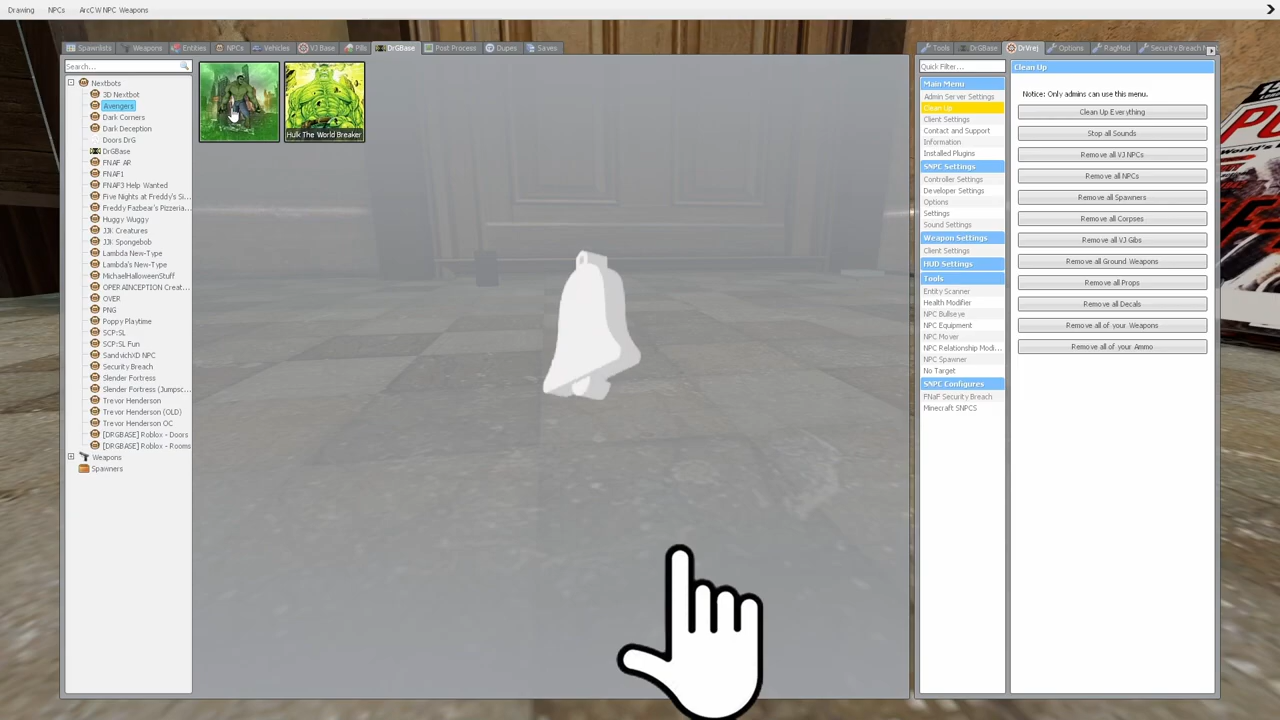 Drawing NPCs ArcCW NPC Weapons
Spawnlists Weapons Entities NPCs Vehicles VJ Base Pills DrGBase Post Process Dupes Saves
Search...
Nextbots
3D Nextbot
Avengers
Dark Corners
Dark Deception
Doors DrG
DrGBase
FNAF AR
FNAF1
FNAF3 Help Wanted
Five Nights at Freddy's Si...
Freddy Fazbear's Pizzeria...
Huggy Wuggy
JJK Creatures
JJK Spongebob
Lambda New-Type
Lambda's New-Type
MichaelHalloweenStuff
OPERAINCEPTION Creat...
OVER
PNG
Poppy Playtime
SCP:SL
SCP:SL Fun
SandvichXD NPC
Security Breach
Slender Fortress
Slender Fortress (Jumpsc...
Trevor Henderson
Trevor Henderson (OLD)
Trevor Henderson OC
[DRGBASE] Roblox - Doors
[DRGBASE] Roblox - Rooms
Weapons
Spawners
Hulk The World Breaker
Tools DrGBase DrVrej Options RagMod Security Breach
Quick Filter...
Main Menu
Admin Server Settings
Clean Up
Client Settings
Contact and Support
Information
Installed Plugins
SNPC Settings
Controller Settings
Developer Settings
Options
Settings
Sound Settings
Weapon Settings
Client Settings
HUD Settings
Tools
Entity Scanner
Health Modifier
NPC Bullseye
NPC Equipment
NPC Mover
NPC Relationship Modi...
NPC Spawner
No Target
SNPC Configures
FNaF Security Breach
Minecraft SNPCS
Clean Up
Notice: Only admins can use this menu.
Clean Up Everything
Stop all Sounds
Remove all VJ NPCs
Remove all NPCs
Remove all Spawners
Remove all Corpses
Remove all VJ Gibs
Remove all Ground Weapons
Remove all Props
Remove all Decals
Remove all of your Weapons
Remove all of your Ammo